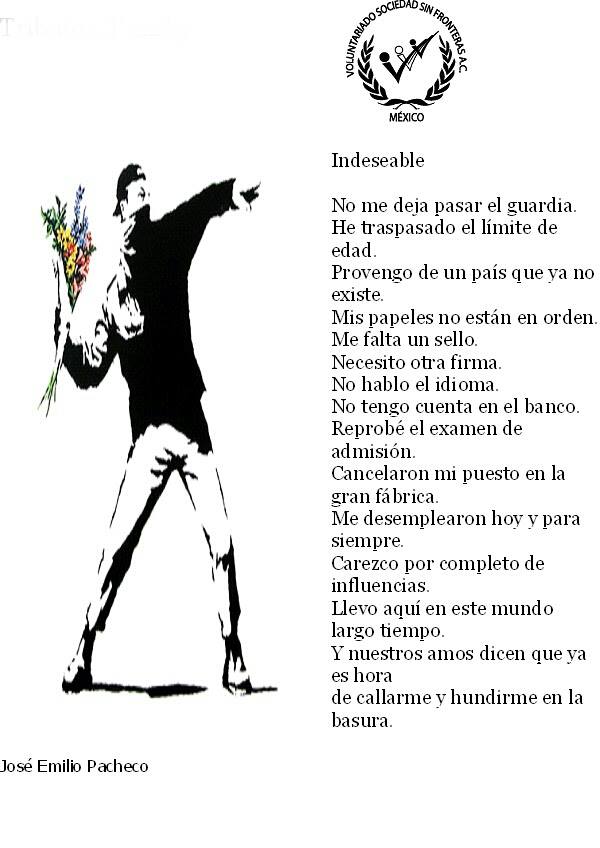 VOLUNTARIADO SOCIEDAD SIN FRONTERAS A.C.
MÉXICO
Indeseable
No me deja pasar el guardia.
He traspasado el límite de
edad.
Provengo de un país que ya no
existe.
Mis papeles no están en orden.
Me falta un sello.
Necesito otra firma.
No hablo el idioma.
No tengo cuenta en el banco.
Reprobé el examen de
admisión.
Cancelaron mi puesto en la
gran fábrica.
Me desemplearon hoy y para
siempre.
Carezco por completo de
influencias.
Llevo aquí en este mundo
largo tiempo.
Y nuestros amos dicen que ya
es hora
de callarme y hundirme en la
basura.
José Emilio Pacheco